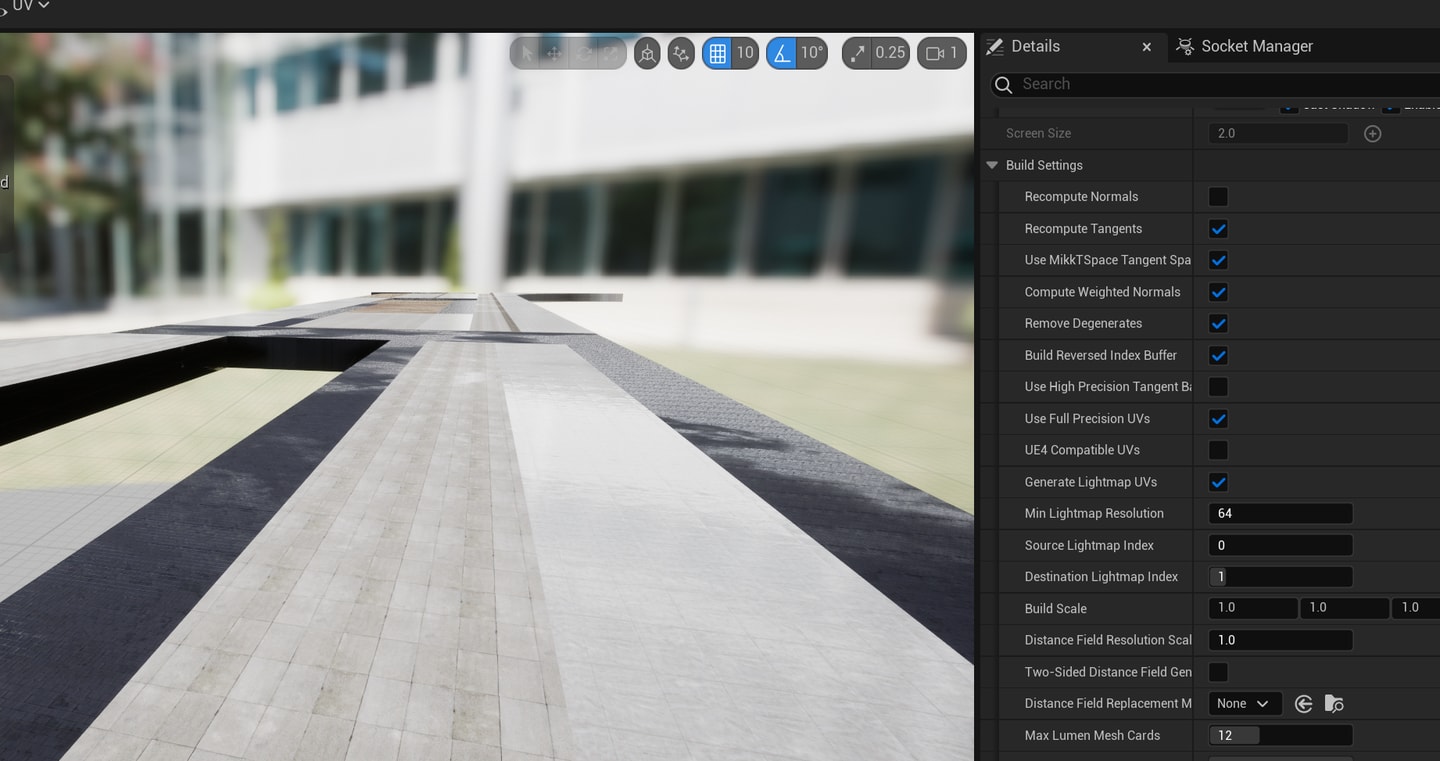 UV
10
10°
0.25
1
Details
Socket Manager
Search
Screen Size
2.0
Build Settings
Recompute Normals
Recompute Tangents
Use MikkTSpace Tangent Spa
Compute Weighted Normals
Remove Degenerates
Build Reversed Index Buffer
Use High Precision Tangent Ba
Use Full Precision UVs
UE4 Compatible UVs
Generate Lightmap UVs
Min Lightmap Resolution
64
Source Lightmap Index
0
Destination Lightmap Index
1
Build Scale
1.0
1.0
1.0
Distance Field Resolution Scal
1.0
Two-Sided Distance Field Gen
Distance Field Replacement M
None
Max Lumen Mesh Cards
12
d